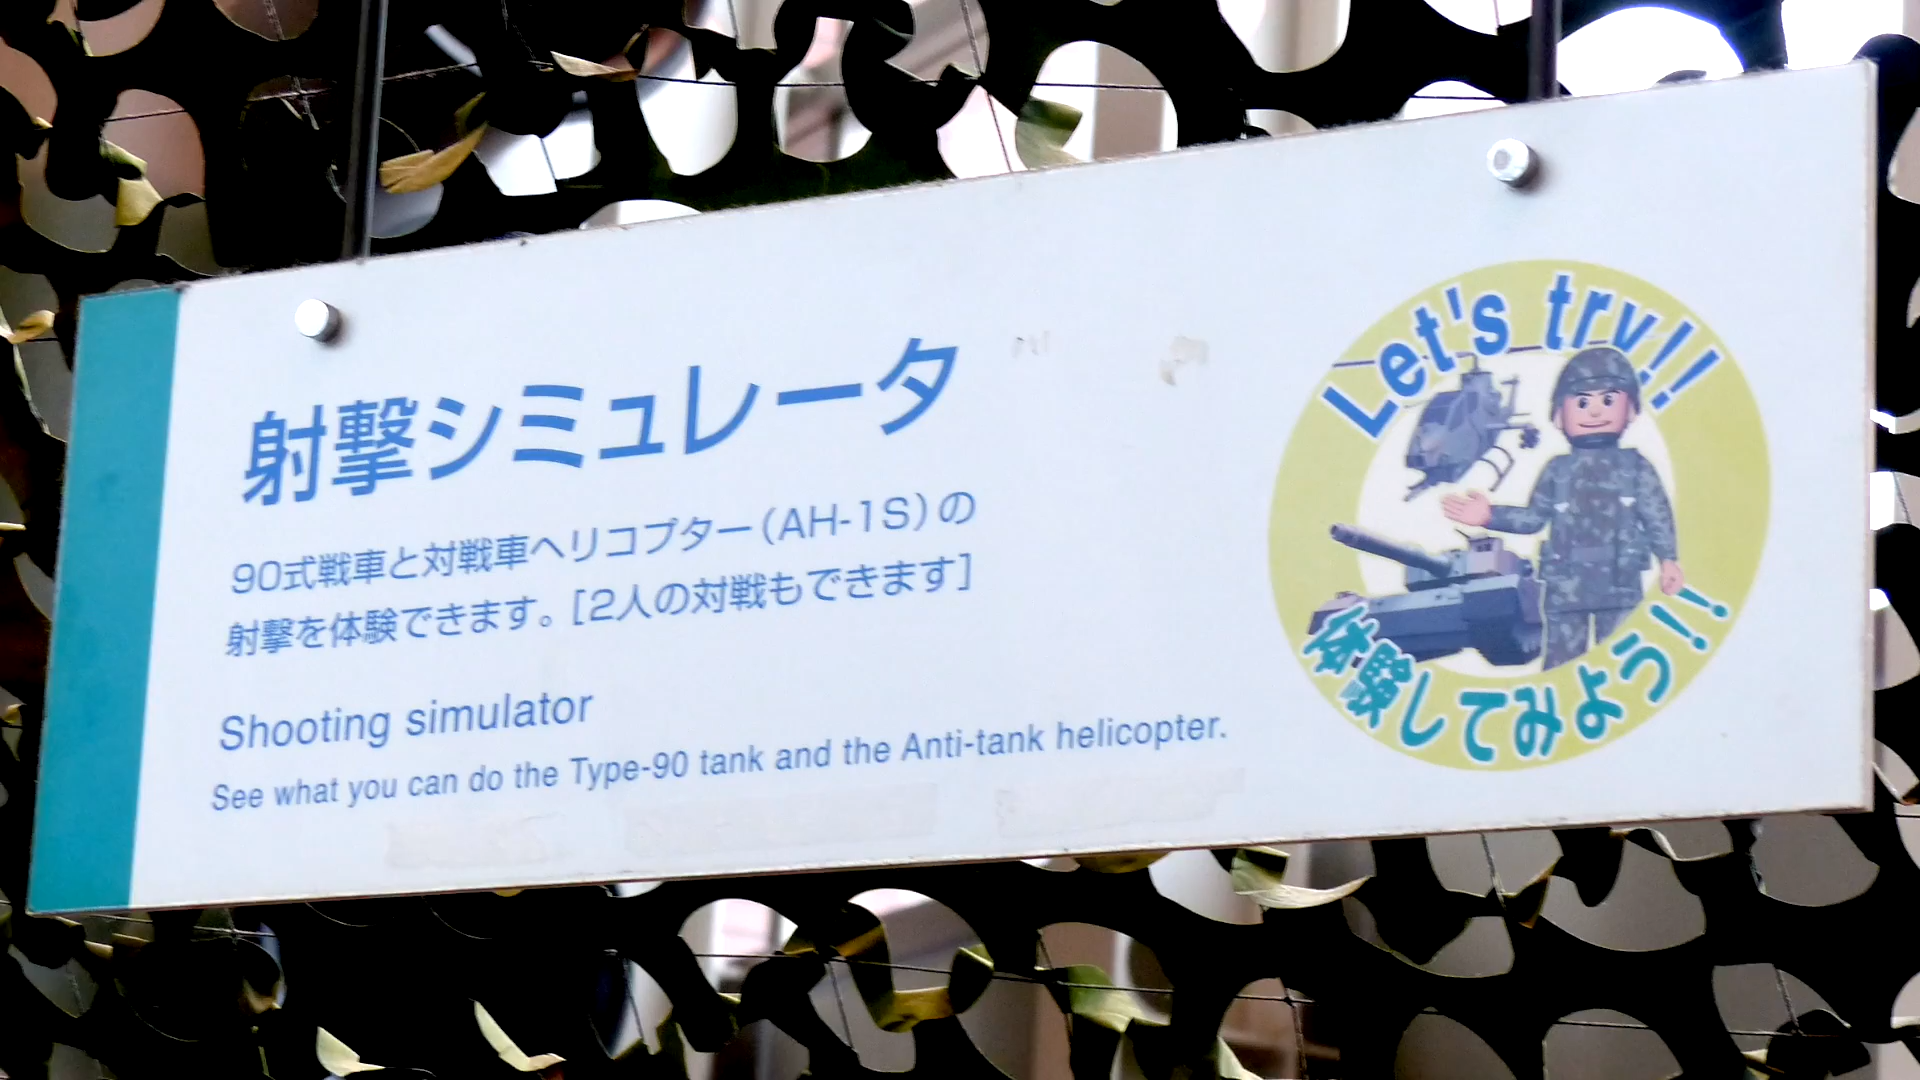 射撃シミュレータ
90式戦車と対戦車ヘリコプター(AH-1S)の
射撃を体験できます。[2人の対戦もできます]
Shooting simulator
See what you can do the Type-90 tank and the Anti-tank helicopter.
Let's try!!
体験してみよう!!